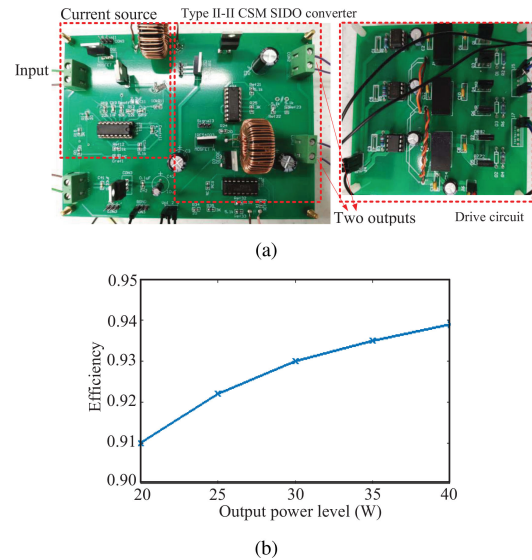 Current source
Type II-II CSM SIDO converter
Input
Two outputs
Drive circuit
(a)
0.95
0.94
0.93
0.92
0.91
0.90
Efficiency
20
25
30
35
40
Output power level (W)
(b)